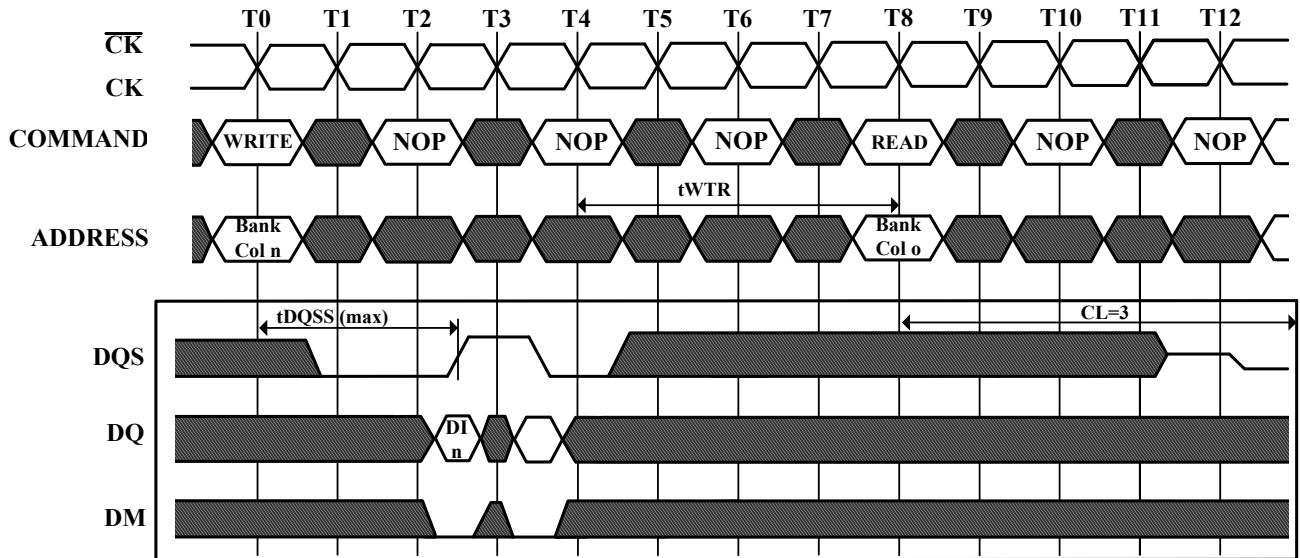 T0 T1 T2 T3 T4 T5 T6 T7 T8 T9 T10 T11 T12
CK
CK
COMMAND WRITE NOP NOP NOP READ NOP NOP
tWTR
ADDRESS Bank Col n Bank Col o
tDQSS (max) CL=3
DQS
DQ DI n
DM